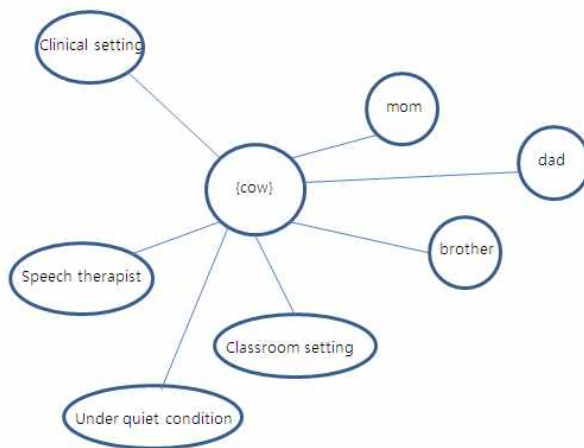 Clinical setting
mom
dad
{cow}
brother
Speech therapist
Classroom setting
Under quiet condition